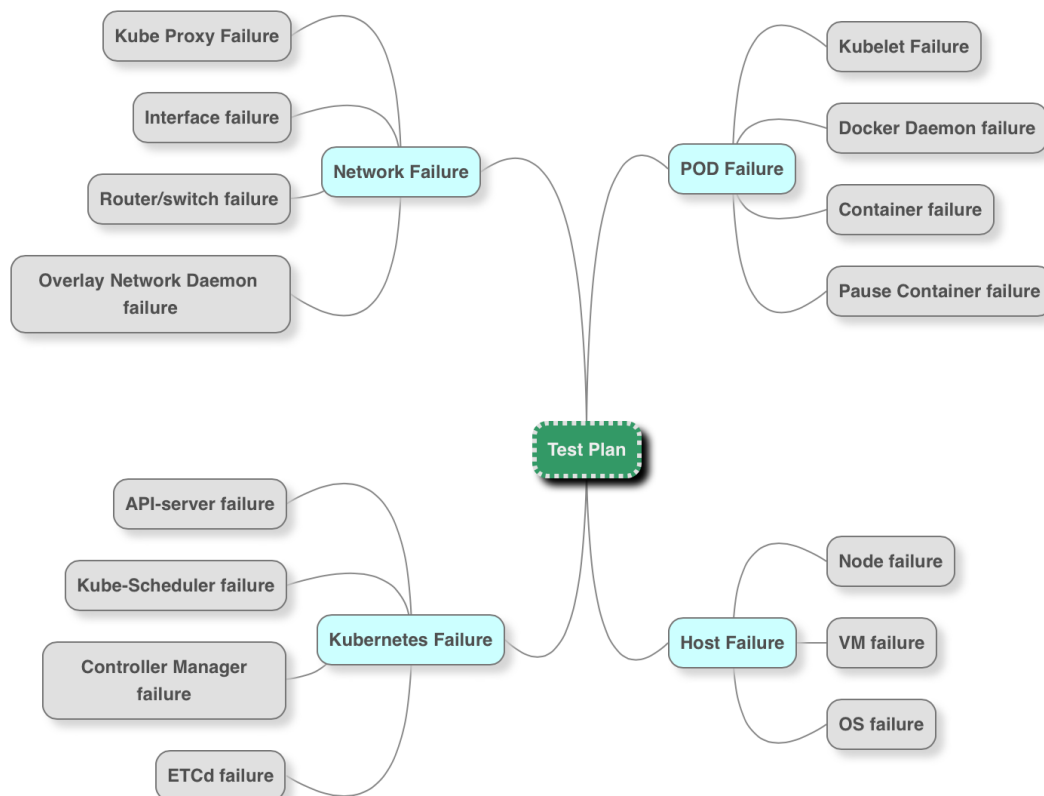 Kube Proxy Failure
Interface failure
Router/switch failure
Overlay Network Daemon
failure
Network Failure
Kubelet Failure
Docker Daemon failure
Container failure
Pause Container failure
POD Failure
Test Plan
API-server failure
Kube-Scheduler failure
Controller Manager
failure
ETCd failure
Kubernetes Failure
Node failure
VM failure
OS failure
Host Failure